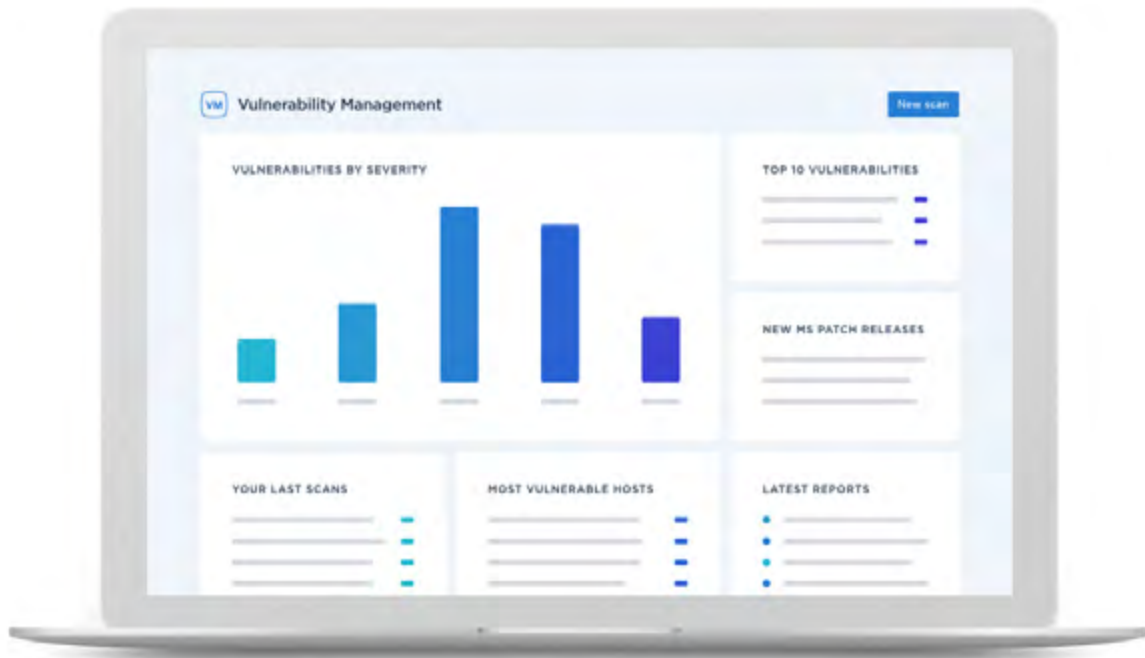 VM Vulnerability Management
New scan
VULNERABILITIES BY SEVERITY
TOP 10 VULNERABILITIES
NEW MS PATCH RELEASES
YOUR LAST SCANS
MOST VULNERABLE HOSTS
LATEST REPORTS